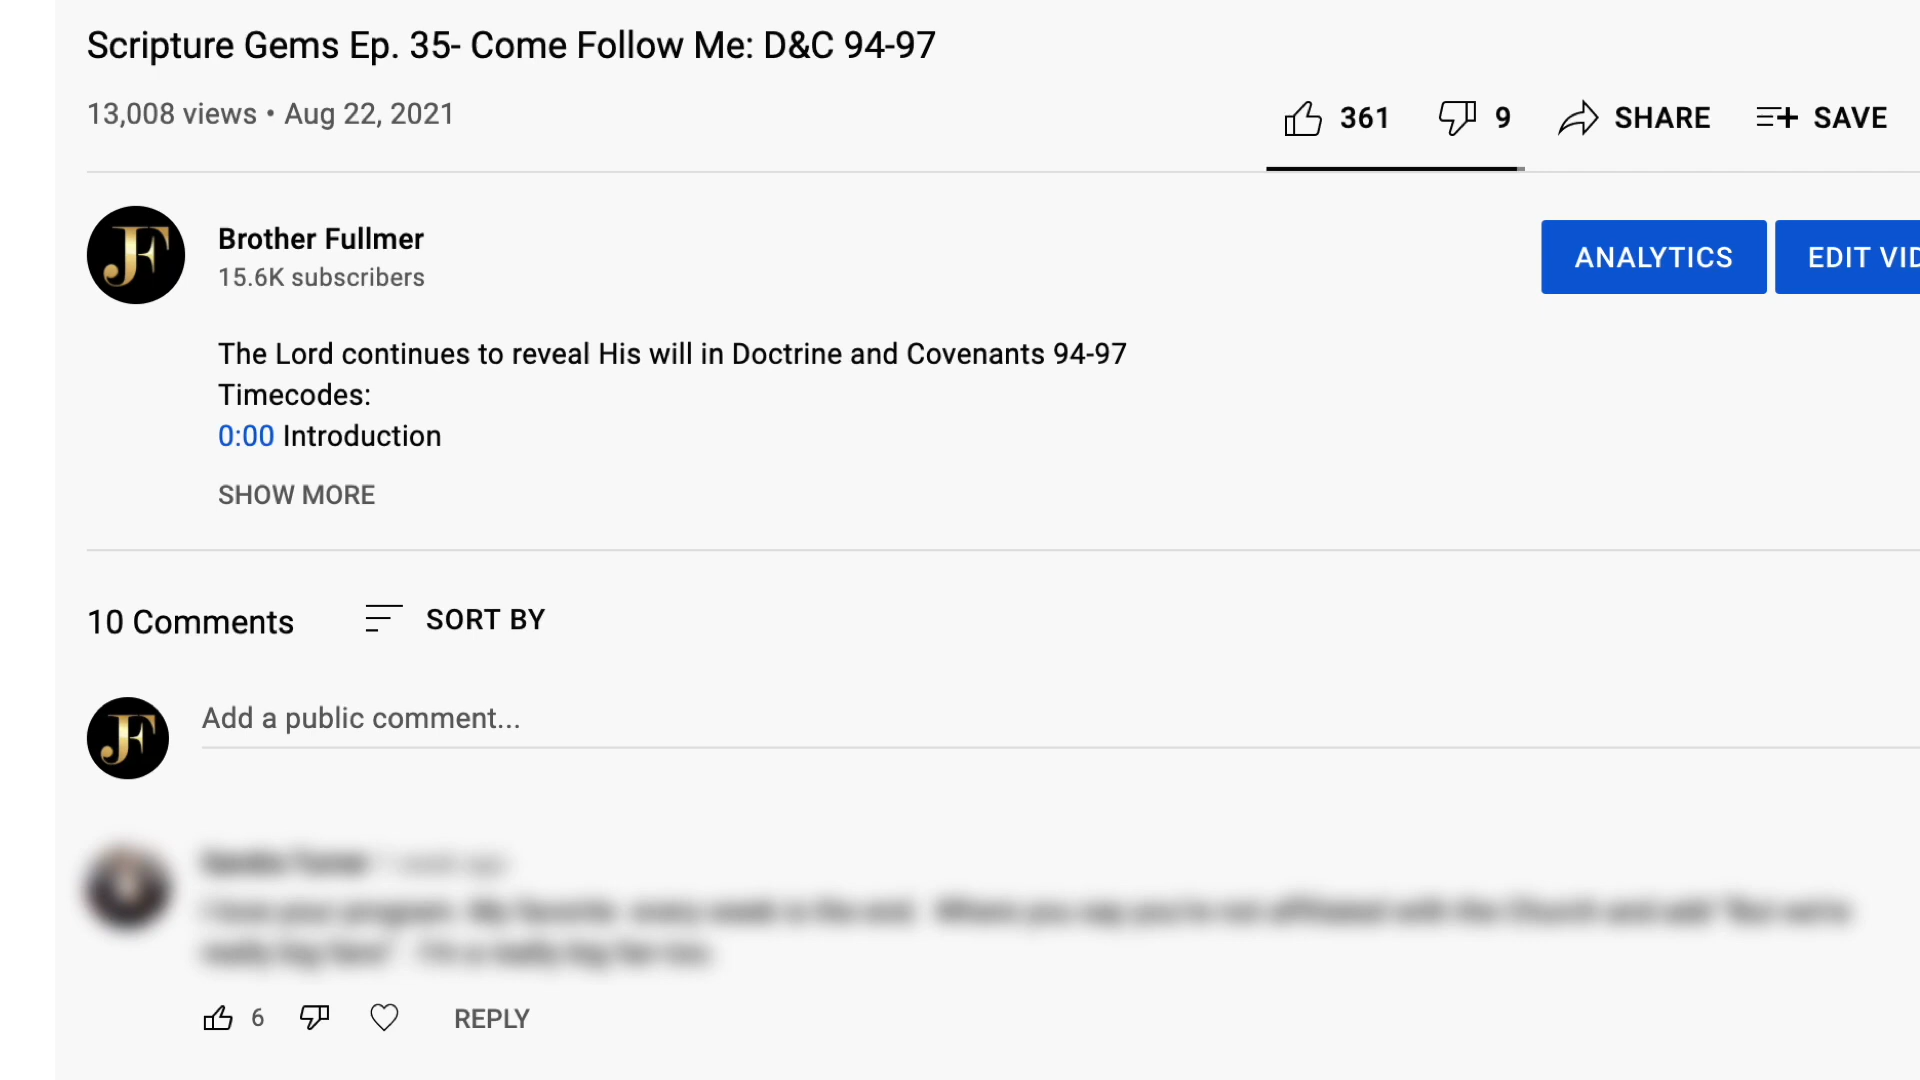 Scripture Gems Ep. 35- Come Follow Me: D&C 94-97
13,008 views • Aug 22, 2021
361 9 SHARE SAVE
JF
Brother Fullmer
15.6K subscribers
ANALYTICS EDIT VID
The Lord continues to reveal His will in Doctrine and Covenants 94-97
Timecodes:
0:00 Introduction
SHOW MORE
10 Comments SORT BY
JF
Add a public comment...
6 REPLY